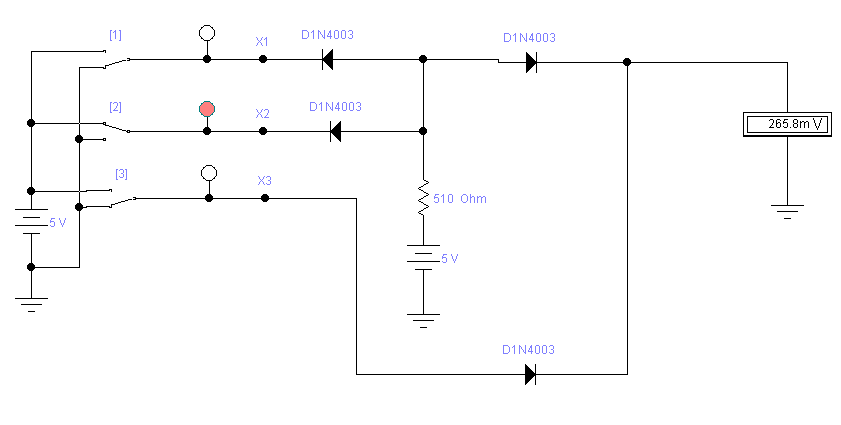 [1]
X1
D1N4003
D1N4003
[2]
X2
D1N4003
265.8m V
[3]
X3
510 Ohm
5 V
5 V
D1N4003